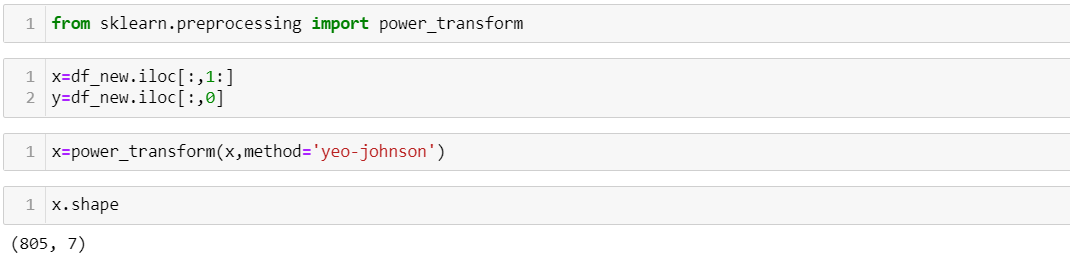 1 from sklearn.preprocessing import power_transform
1 x=df_new.iloc[:,1:]
2 y=df_new.iloc[:,0]
1 x=power_transform(x,method='yeo-johnson')
1 x.shape
(805, 7)